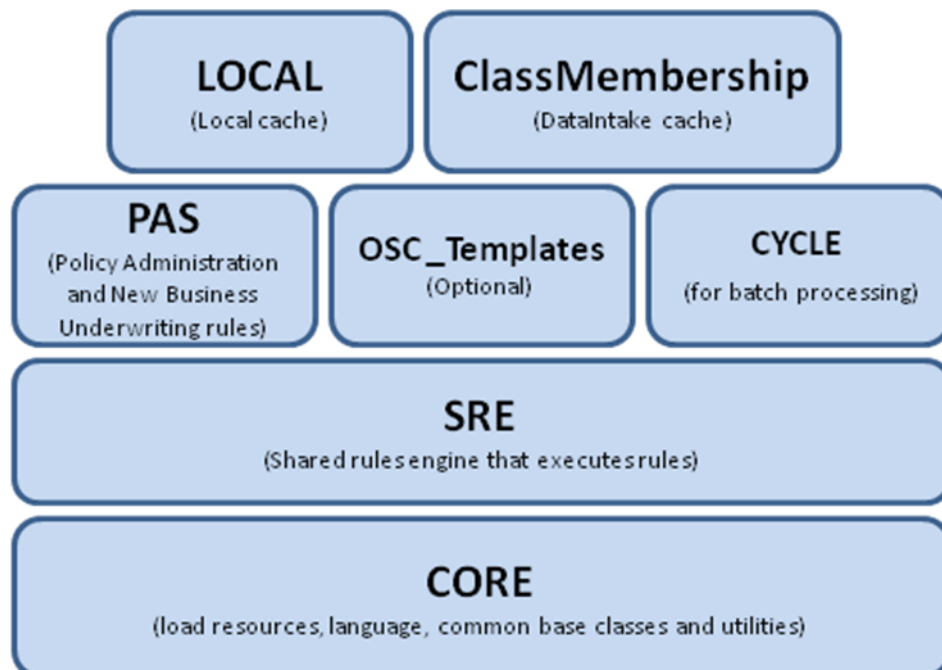 LOCAL
(Local cache)
ClassMembership
(DataIntake cache)
PAS
(Policy Administration
and New Business
Underwriting rules)
OSC_Templates
(Optional)
CYCLE
(for batch processing)
SRE
(Shared rules engine that executes rules)
CORE
(load resources, language, common base classes and utilities)